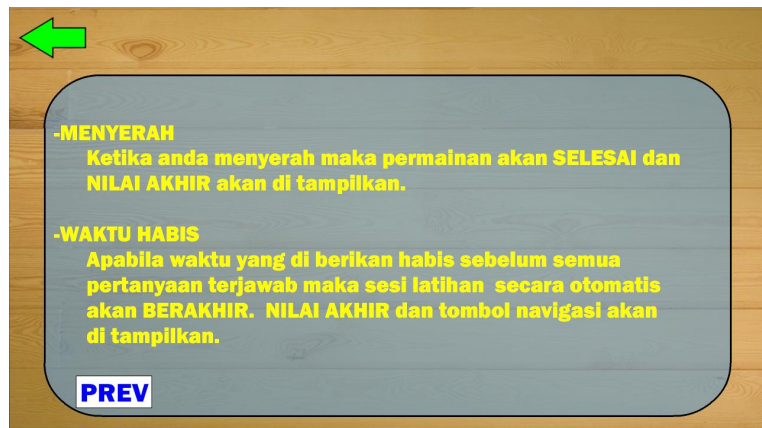 -MENYERAH
Ketika anda menyerah maka permainan akan SELESAI dan
NILAI AKHIR akan di tampilkan.
-WAKTU HABIS
Apabila waktu yang di berikan habis sebelum semua
pertanyaan terjawab maka sesi latihan  secara otomatis
akan BERAKHIR.  NILAI AKHIR dan tombol navigasi akan
di tampilkan.
PREV